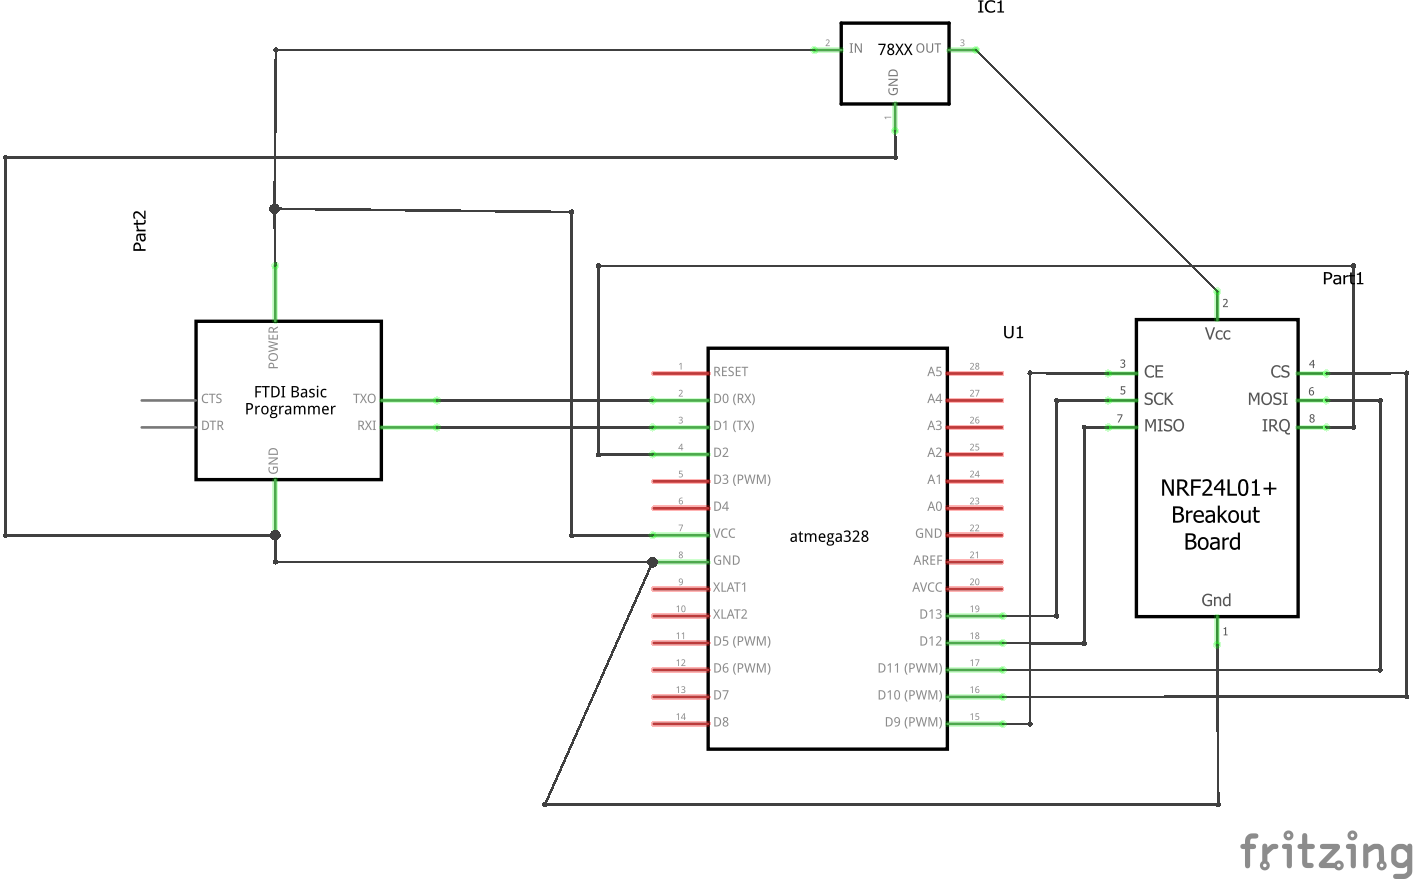 IC1
2
IN
78XX
OUT
3
GND
1
Part2
Part1
U1
POWER
FTDI Basic
Programmer
CTS
DTR
TXO
RXI
GND
atmega328
1 RESET
2 D0 (RX)
3 D1 (TX)
4 D2
5 D3 (PWM)
6 D4
7 VCC
8 GND
9 XLAT1
10 XLAT2
11 D5 (PWM)
12 D6 (PWM)
13 D7
14 D8
A5 28
A4 27
A3 26
A2 25
A1 24
A0 23
GND 22
AREF 21
AVCC 20
D13 19
D12 18
D11 (PWM) 17
D10 (PWM) 16
D9 (PWM) 15
2
Vcc
3 CE
5 SCK
7 MISO
CS 4
MOSI 6
IRQ 8
NRF24L01+
Breakout
Board
Gnd
1
fritzing